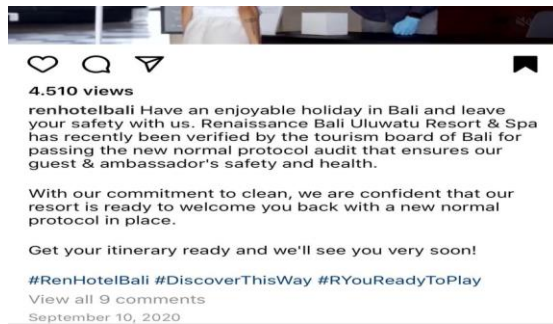 4.510 views
renhotelbali Have an enjoyable holiday in Bali and leave
your safety with us. Renaissance Bali Uluwatu Resort & Spa
has recently been verified by the tourism board of Bali for
passing the new normal protocol audit that ensures our
guest & ambassador's safety and health.
With our commitment to clean, we are confident that our
resort is ready to welcome you back with a new normal
protocol in place.
Get your itinerary ready and we'll see you very soon!
#RenHotelBali #DiscoverThisWay #RYouReadyToPlay
View all 9 comments
September 10, 2020